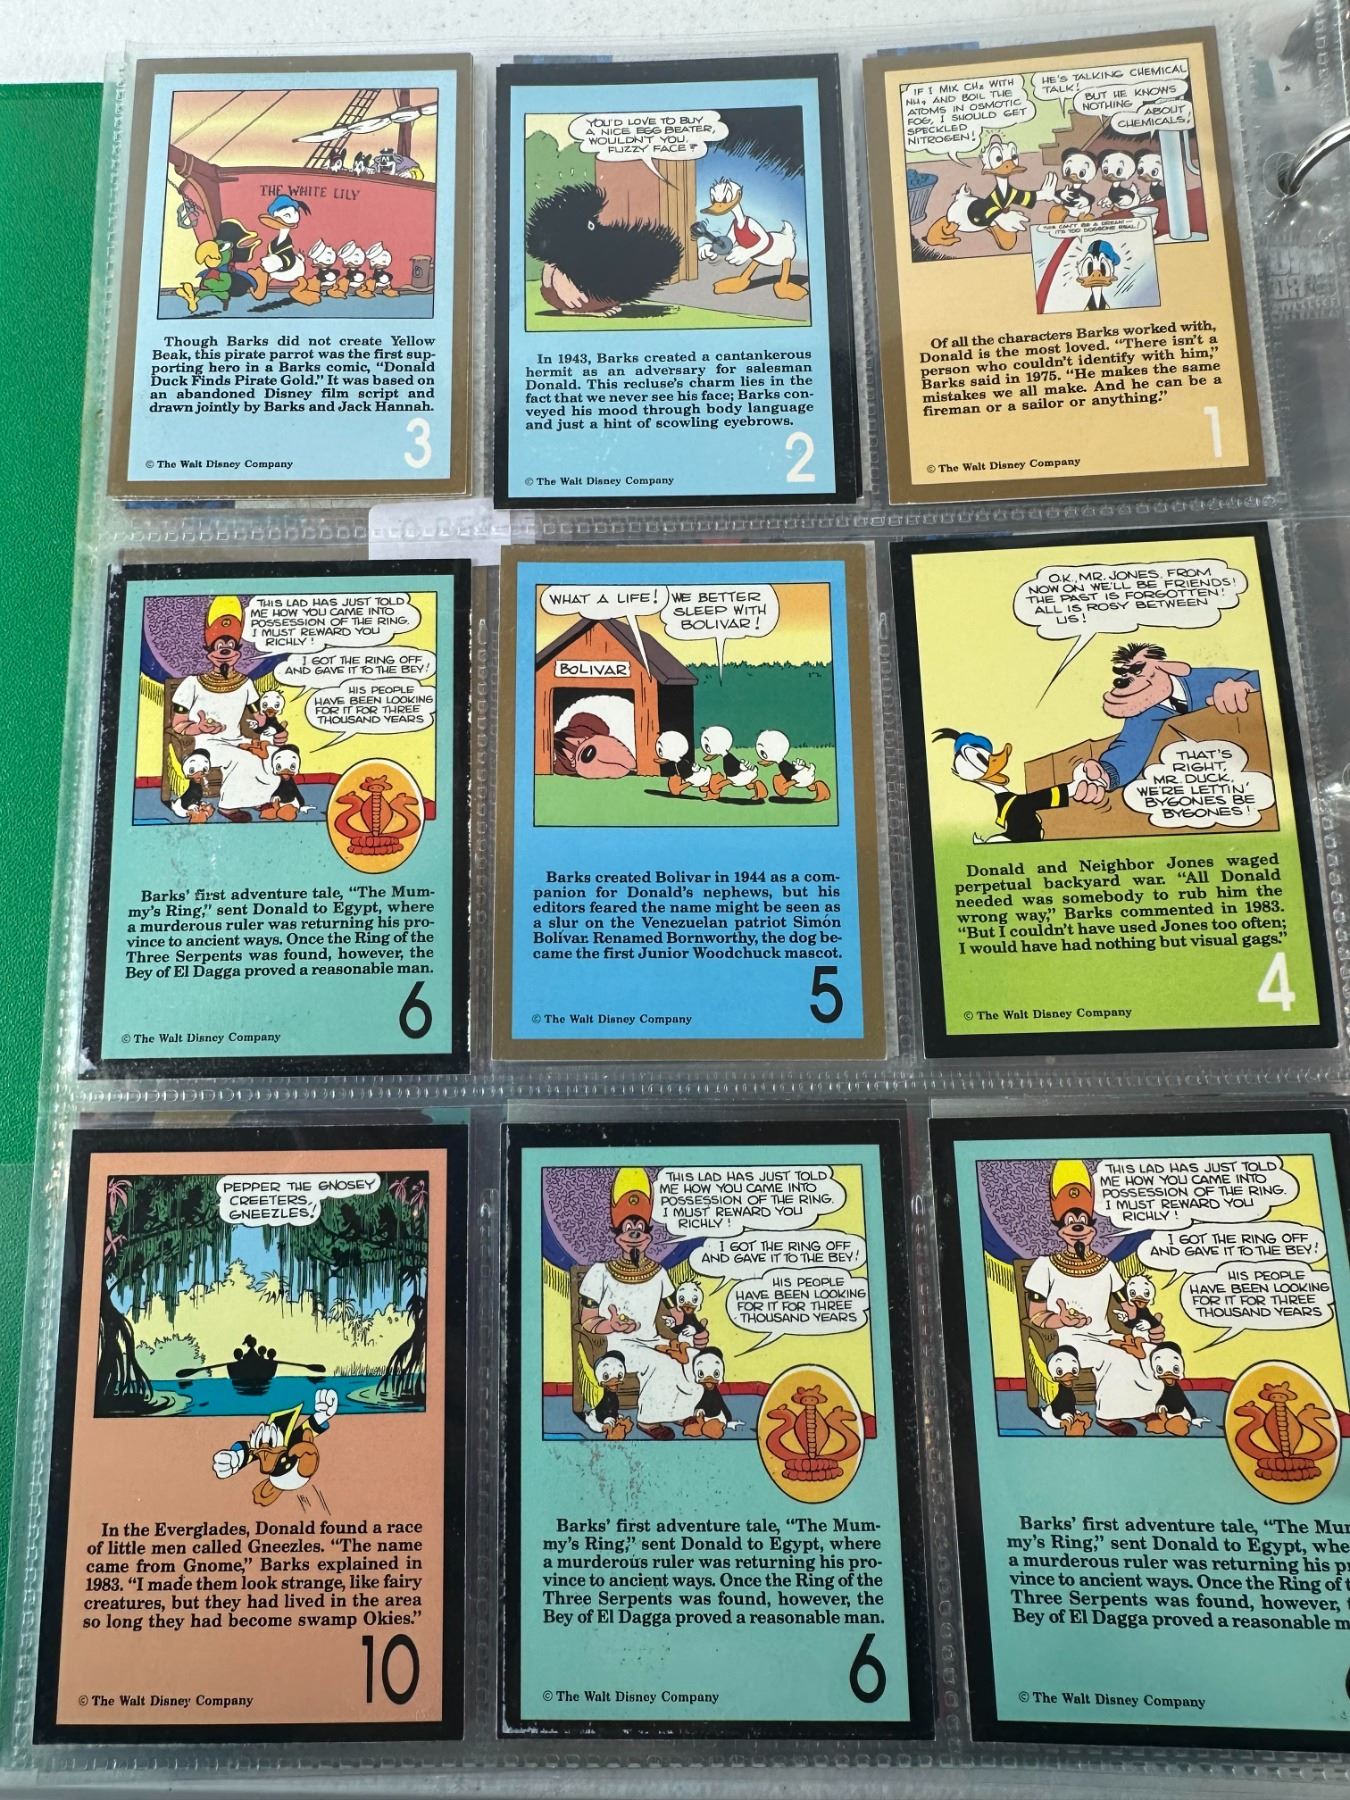 THE WHITE LILY
Though Barks did not create Yellow
Beak, this pirate parrot was the first sup-
porting hero in a Barks comic, “Donald
Duck Finds Pirate Gold.” It was based on
an abandoned Disney film script and
drawn jointly by Barks and Jack Hannah.
3
© The Walt Disney Company
YOU'D LOVE TO BUY
A NICE EGG BEATER,
WOULDN'T YOU,
FUZZY FACE?
In 1943, Barks created a cantankerous
hermit as an adversary for salesman
Donald. This recluse's charm lies in the
fact that we never see his face; Barks con-
veyed his mood through body language
and just a hint of scowling eyebrows.
2
© The Walt Disney Company
IF I MIX CH₂ WITH
NH₄ AND BOIL THE
ATOMS IN OSMOTIC
FOG, I SHOULD GET
SPECKLED
NITROGEN!
HE'S TALKING CHEMICAL
TALK!
BUT HE KNOWS
NOTHING ABOUT
CHEMICALS!
THIS CAN'T BE A DREAM—
IT'S TOO DOGGONE REAL!
Of all the characters Barks worked with,
Donald is the most loved. “There isn't a
person who couldn't identify with him,”
Barks said in 1975. “He makes the same
mistakes we all make. And he can be a
fireman or a sailor or anything.”
1
© The Walt Disney Company
THIS LAD HAS JUST TOLD
ME HOW YOU CAME INTO
POSSESSION OF THE RING.
I MUST REWARD YOU
RICHLY!
I GOT THE RING OFF
AND GAVE IT TO THE BEY!
HIS PEOPLE
HAVE BEEN LOOKING
FOR IT FOR THREE
THOUSAND YEARS
Barks' first adventure tale, “The Mum-
my's Ring,” sent Donald to Egypt, where
a murderous ruler was returning his pro-
vince to ancient ways. Once the Ring of the
Three Serpents was found, however, the
Bey of El Dagga proved a reasonable man.
6
© The Walt Disney Company
WHAT A LIFE!
WE BETTER
SLEEP WITH
BOLIVAR!
BOLIVAR
Barks created Bolivar in 1944 as a com-
panion for Donald's nephews, but his
editors feared the name might be seen as
a slur on the Venezuelan patriot Simón
Bolívar. Renamed Bornworthy, the dog be-
came the first Junior Woodchuck mascot.
5
© The Walt Disney Company
O.K., MR. JONES. FROM
NOW ON WE'LL BE FRIENDS!
THE PAST IS FORGOTTEN!
ALL IS ROSY BETWEEN
US!
THAT'S
RIGHT,
MR. DUCK.
WE'RE LETTIN'
BYGONES BE
BYGONES!
Donald and Neighbor Jones waged
perpetual backyard war. “All Donald
needed was somebody to rub him the
wrong way,” Barks commented in 1983.
“But I couldn't have used Jones too often;
I would have had nothing but visual gags.”
4
© The Walt Disney Company
PEPPER THE GNOSEY
CREETERS,
GNEEZLES!
In the Everglades, Donald found a race
of little men called Gneezles. “The name
came from Gnome,” Barks explained in
1983. “I made them look strange, like fairy
creatures, but they had lived in the area
so long they had become swamp Okies.”
10
© The Walt Disney Company
THIS LAD HAS JUST TOLD
ME HOW YOU CAME INTO
POSSESSION OF THE RING.
I MUST REWARD YOU
RICHLY!
I GOT THE RING OFF
AND GAVE IT TO THE BEY!
HIS PEOPLE
HAVE BEEN LOOKING
FOR IT FOR THREE
THOUSAND YEARS
Barks' first adventure tale, “The Mum-
my's Ring,” sent Donald to Egypt, where
a murderous ruler was returning his pro-
vince to ancient ways. Once the Ring of the
Three Serpents was found, however, the
Bey of El Dagga proved a reasonable man.
6
© The Walt Disney Company
THIS LAD HAS JUST TOLD
ME HOW YOU CAME INTO
POSSESSION OF THE RING.
I MUST REWARD YOU
RICHLY!
I GOT THE RING OFF
AND GAVE IT TO THE BEY!
HIS PEOPLE
HAVE BEEN LOOKING
FOR IT FOR THREE
THOUSAND YEARS
Barks' first adventure tale, “The Mu
my's Ring,” sent Donald to Egypt, whe
a murderous ruler was returning his p
vince to ancient ways. Once the Ring of
Three Serpents was found, however,
Bey of El Dagga proved a reasonable m
© The Walt Disney Company